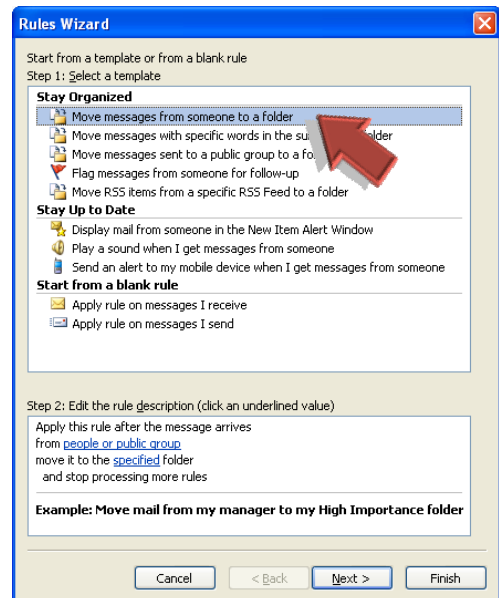 Rules Wizard
Start from a template or from a blank rule
Step 1: Select a template
Stay Organized
Move messages from someone to a folder
Move messages with specific words in the su lder
Move messages sent to a public group to a fo
Flag messages from someone for follow-up
Move RSS items from a specific RSS Feed to a folder
Stay Up to Date
Display mail from someone in the New Item Alert Window
Play a sound when I get messages from someone
Send an alert to my mobile device when I get messages from someone
Start from a blank rule
Apply rule on messages I receive
Apply rule on messages I send
Step 2: Edit the rule description (click an underlined value)
Apply this rule after the message arrives
from people or public group
move it to the specified folder
and stop processing more rules
Example: Move mail from my manager to my High Importance folder
Cancel < Back Next > Finish